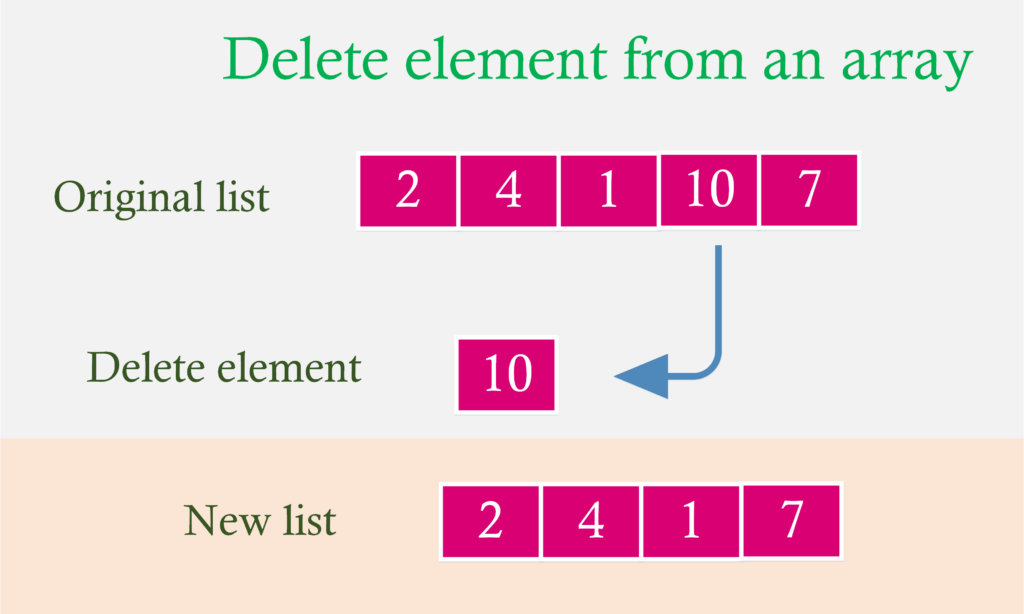 Delete element from an array
Original list 2 4 1 10 7
Delete element 10
New list 2 4 1 7